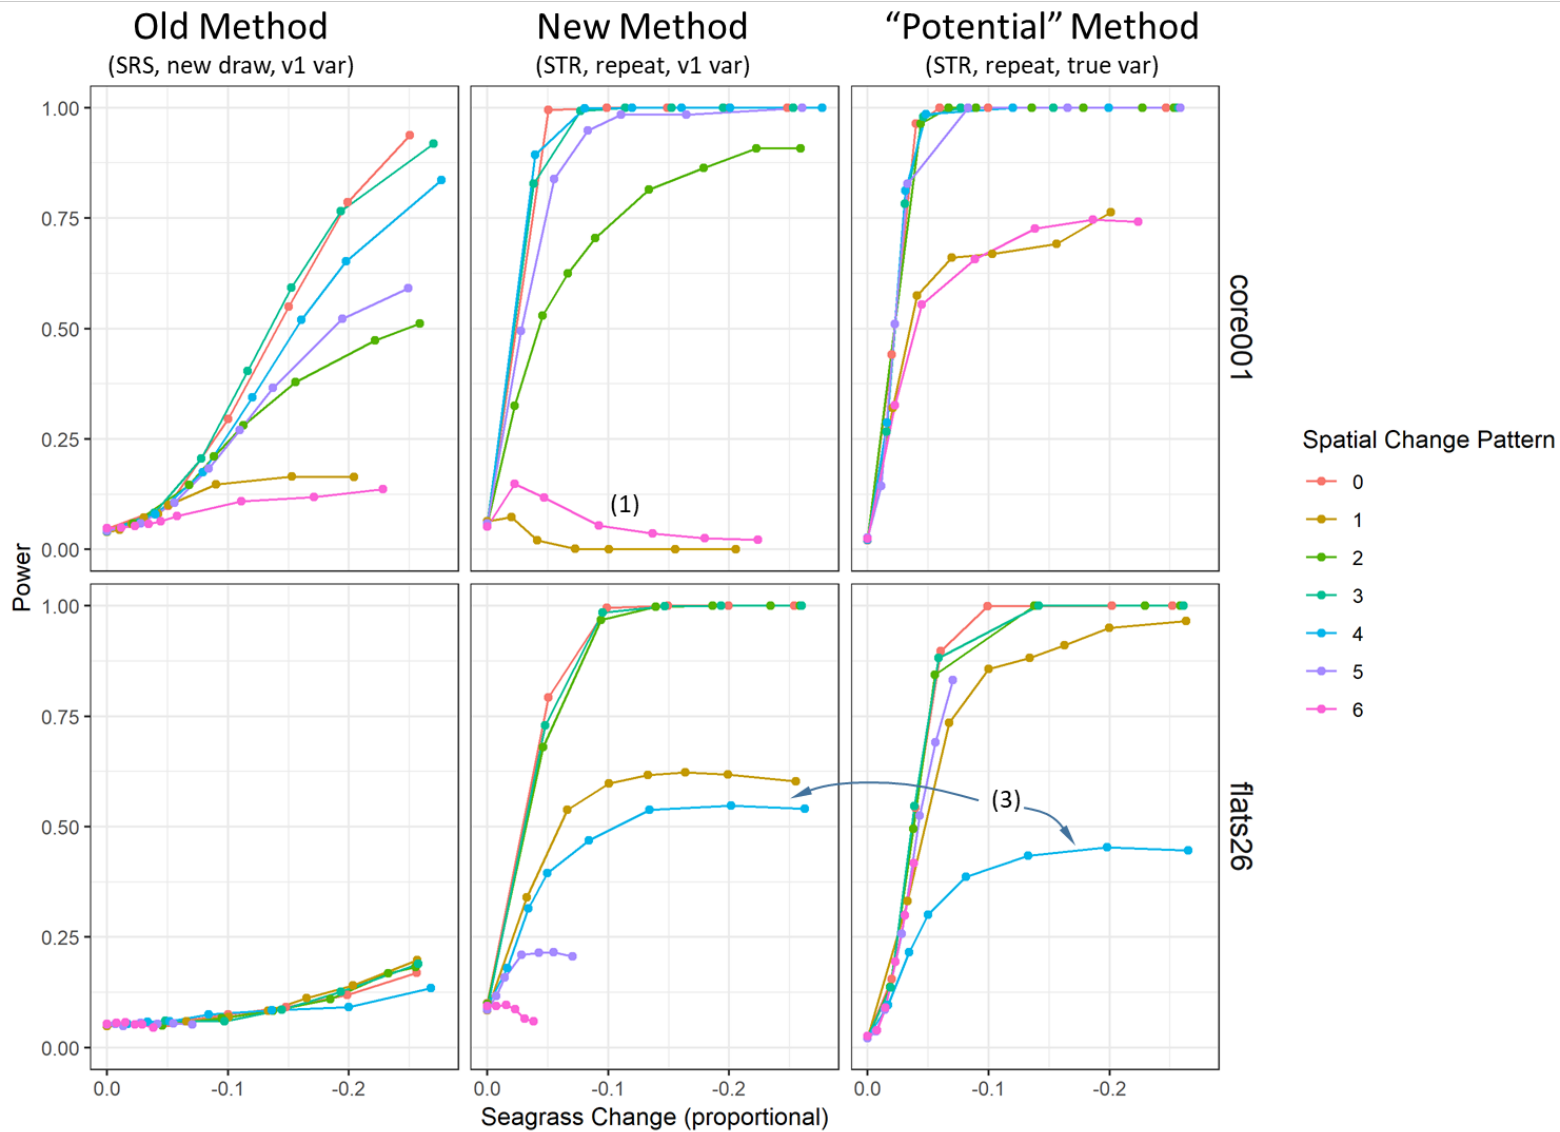 Old Method
New Method
“Potential” Method
(SRS, new draw, v1 var)
(STR, repeat, v1 var)
(STR, repeat, true var)
1.00
0.75
0.50
0.25
0.00
(1)
core001
Power
1.00
0.75
0.50
0.25
0.00
(3)
flats26
0.0
-0.1
-0.2
0.0
-0.1
-0.2
0.0
-0.1
-0.2
Seagrass Change (proportional)
Spatial Change Pattern
0
1
2
3
4
5
6